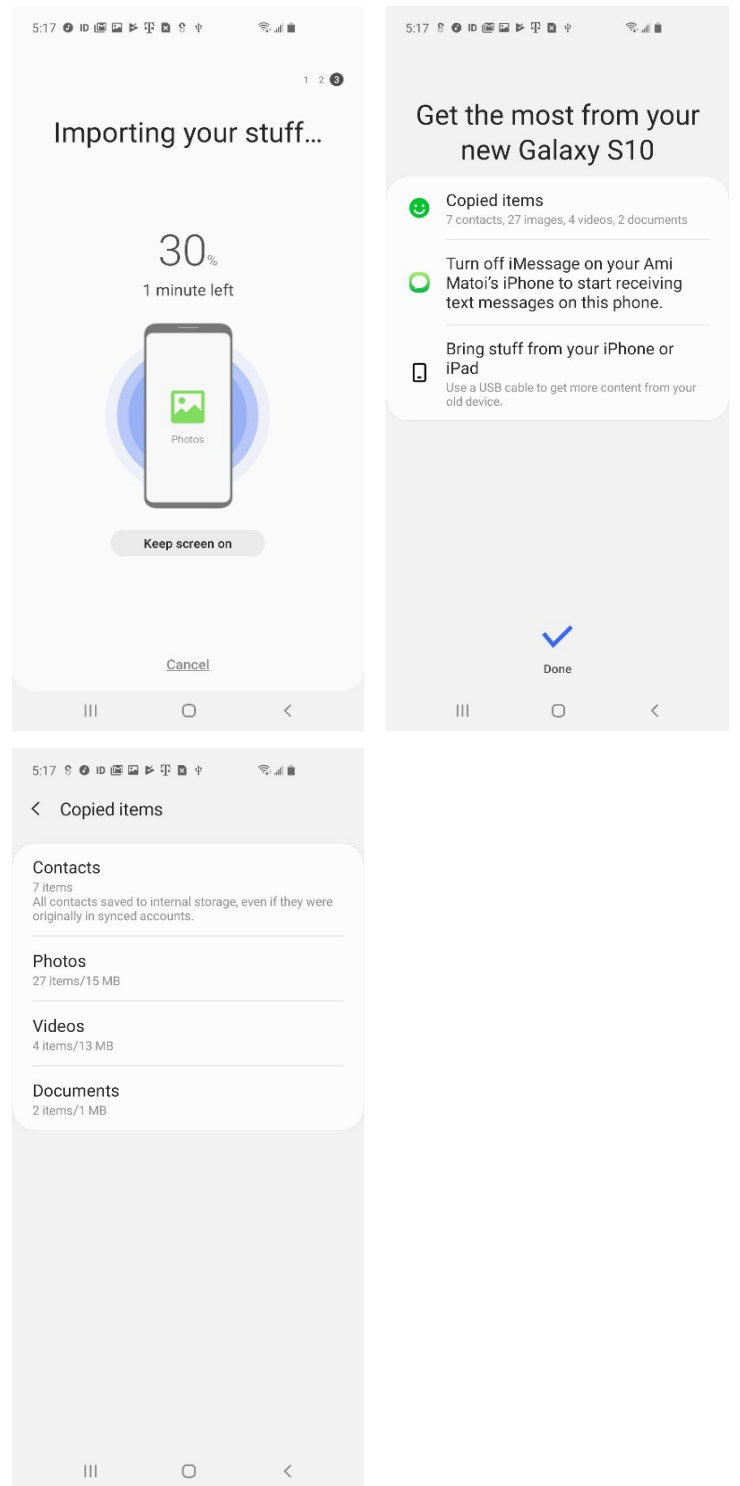 5:17
1 2 3
Importing your stuff...
30%
1 minute left
Photos
Keep screen on
Cancel
5:17
Get the most from your
new Galaxy S10
Copied items
7 contacts, 27 images, 4 videos, 2 documents
Turn off iMessage on your Ami
Matoi's iPhone to start receiving
text messages on this phone.
Bring stuff from your iPhone or
iPad
Use a USB cable to get more content from your
old device.
Done
5:17
Copied items
Contacts
7 items
All contacts saved to internal storage, even if they were
originally in synced accounts.
Photos
27 items/15 MB
Videos
4 items/13 MB
Documents
2 items/1 MB